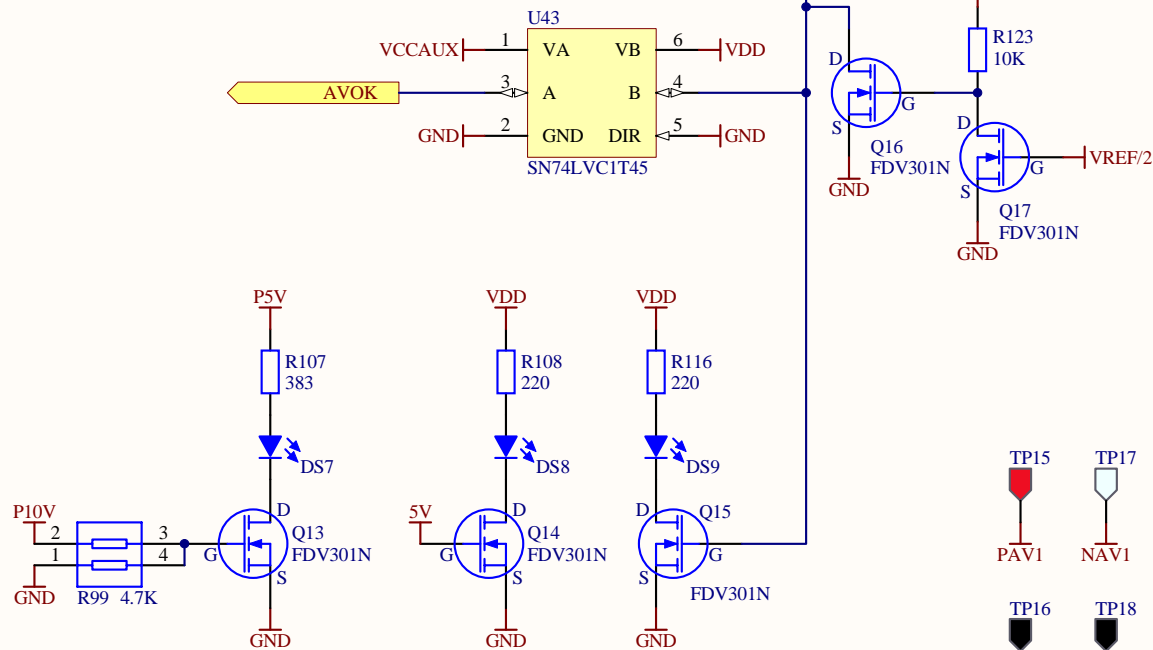 U43
VCCAUX 1 VA VB 6 VDD
AVOK 3 A B 4
GND 2 GND DIR 5 GND
SN74LVC1T45
R123
10K
D
G
S
Q16
FDV301N
GND
D
G VREF/2
S
Q17
FDV301N
GND
P5V
R107
383
DS7
P10V
2 3
1 4
GND
R99 4.7K
D
G
S
Q13
FDV301N
GND
VDD
R108
220
DS8
5V
D
G
S
Q14
FDV301N
GND
VDD
R116
220
DS9
D
G
S
Q15
FDV301N
GND
TP15
PAV1
TP17
NAV1
TP16
TP18